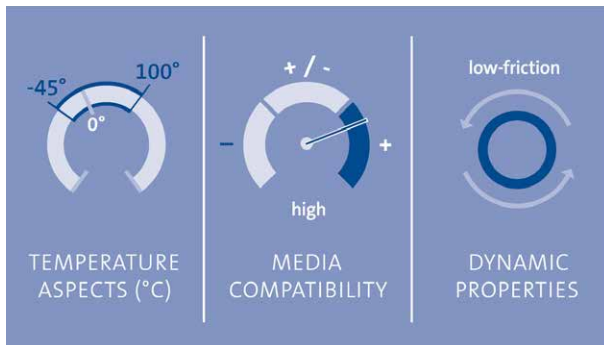 -45°
100°
0°
TEMPERATURE
ASPECTS (°C)
+ / -
–
+
high
MEDIA
COMPATIBILITY
low-friction
DYNAMIC
PROPERTIES